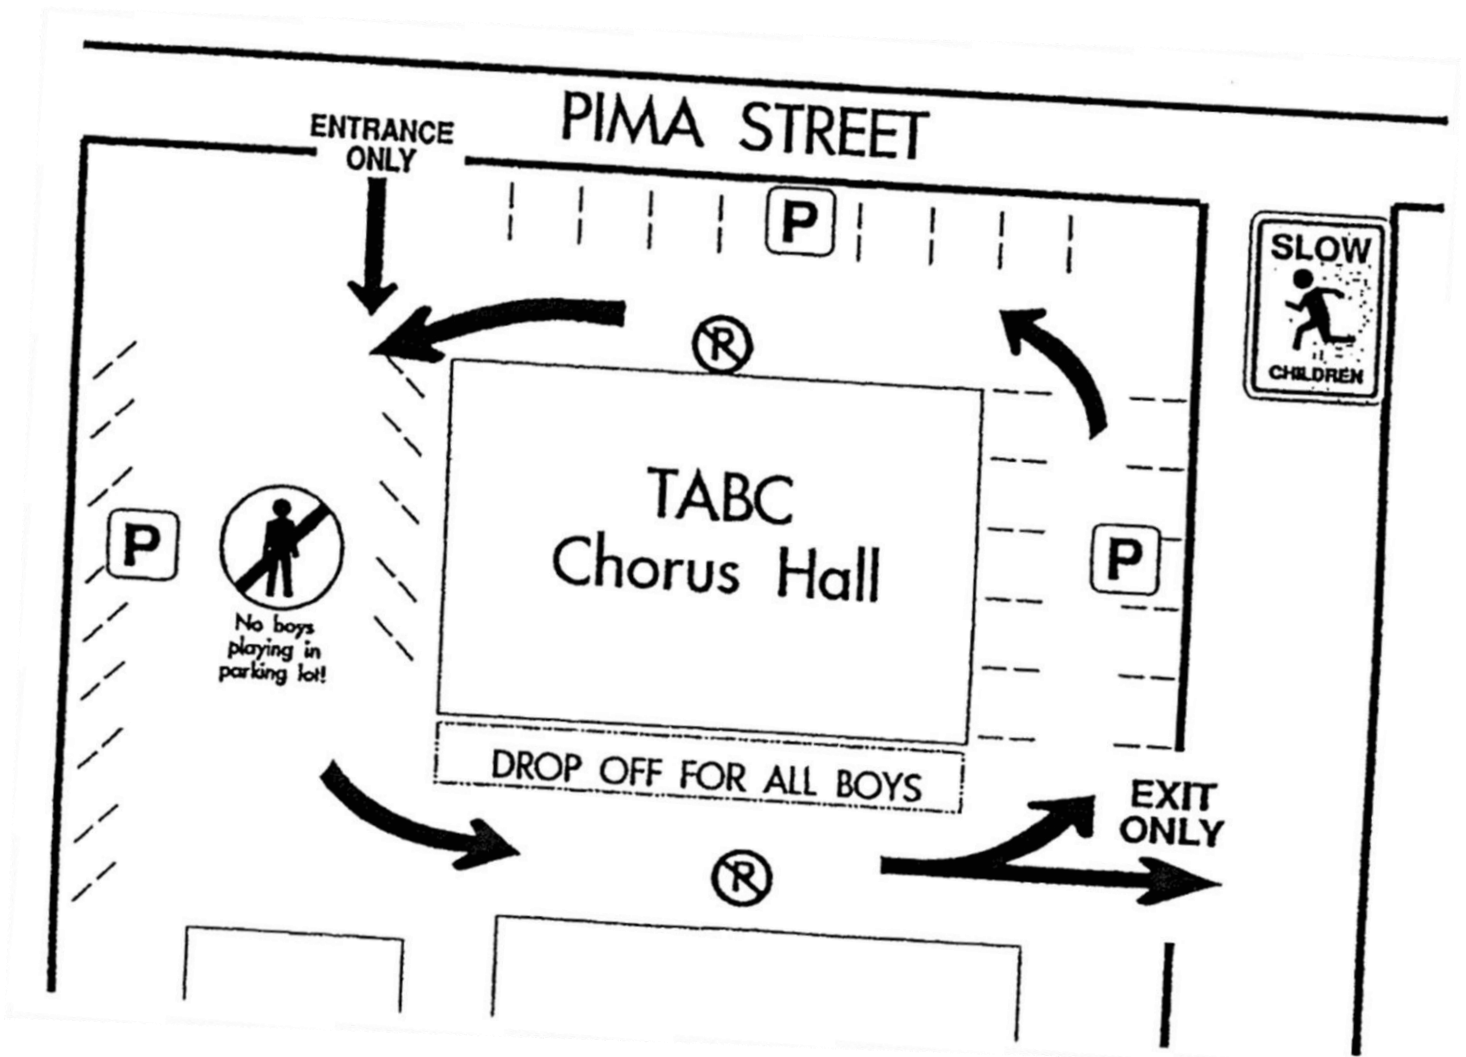 PIMA STREET
ENTRANCE
ONLY
P
SLOW
CHILDREN
R
TABC
Chorus Hall
P
P
No boys
playing in
parking lot!
DROP OFF FOR ALL BOYS
EXIT
ONLY
R